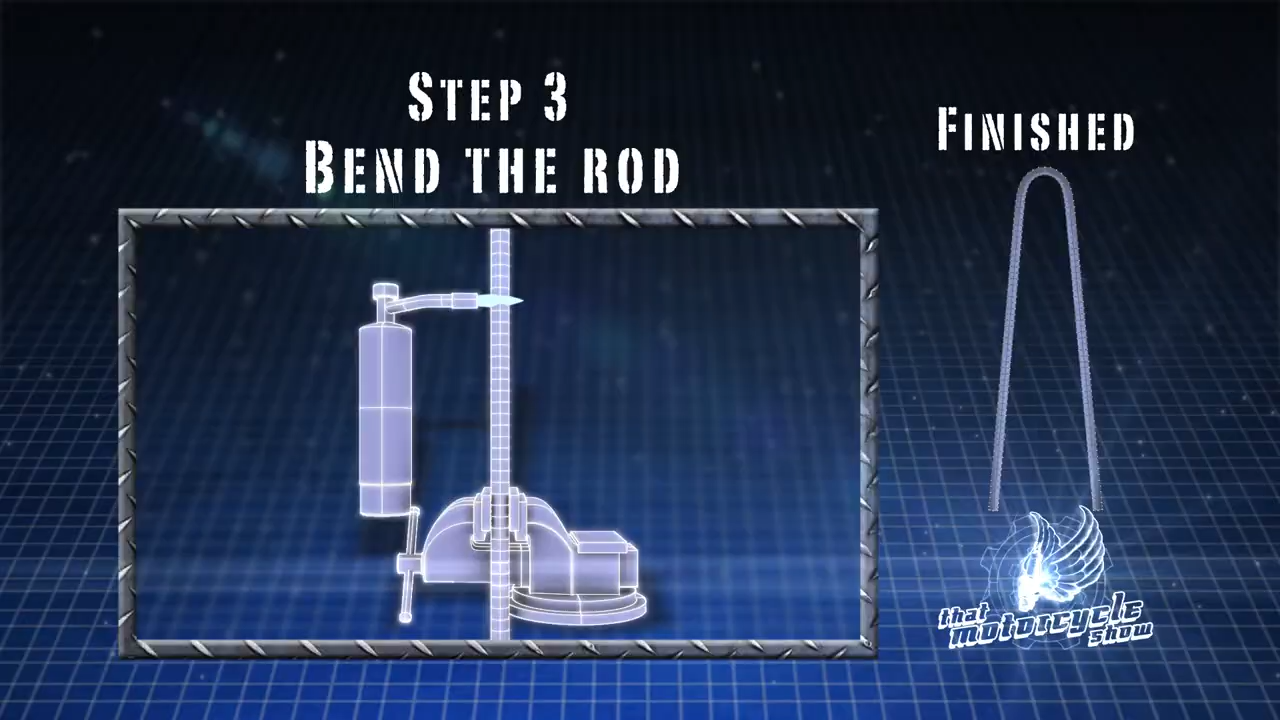 STEP 3
BEND THE ROD
FINISHED
that
motorcycle
show